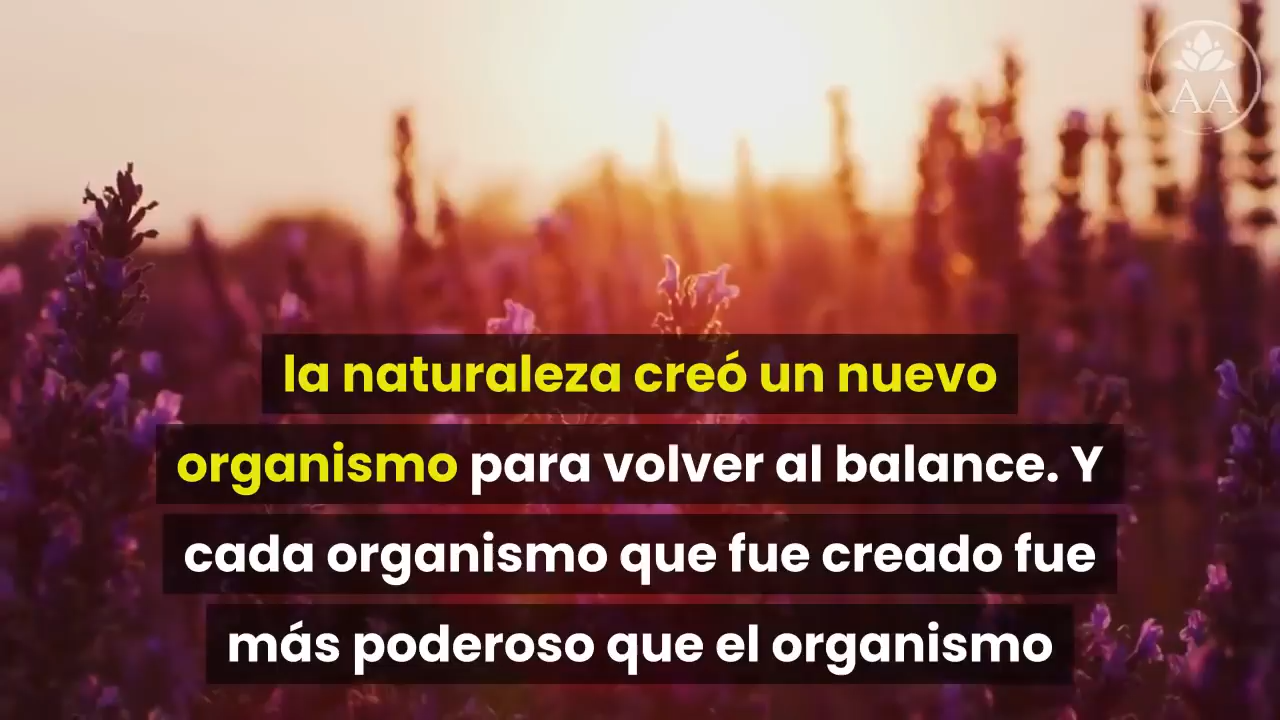 AA
la naturaleza creó un nuevo
organismo para volver al balance. Y
cada organismo que fue creado fue
más poderoso que el organismo